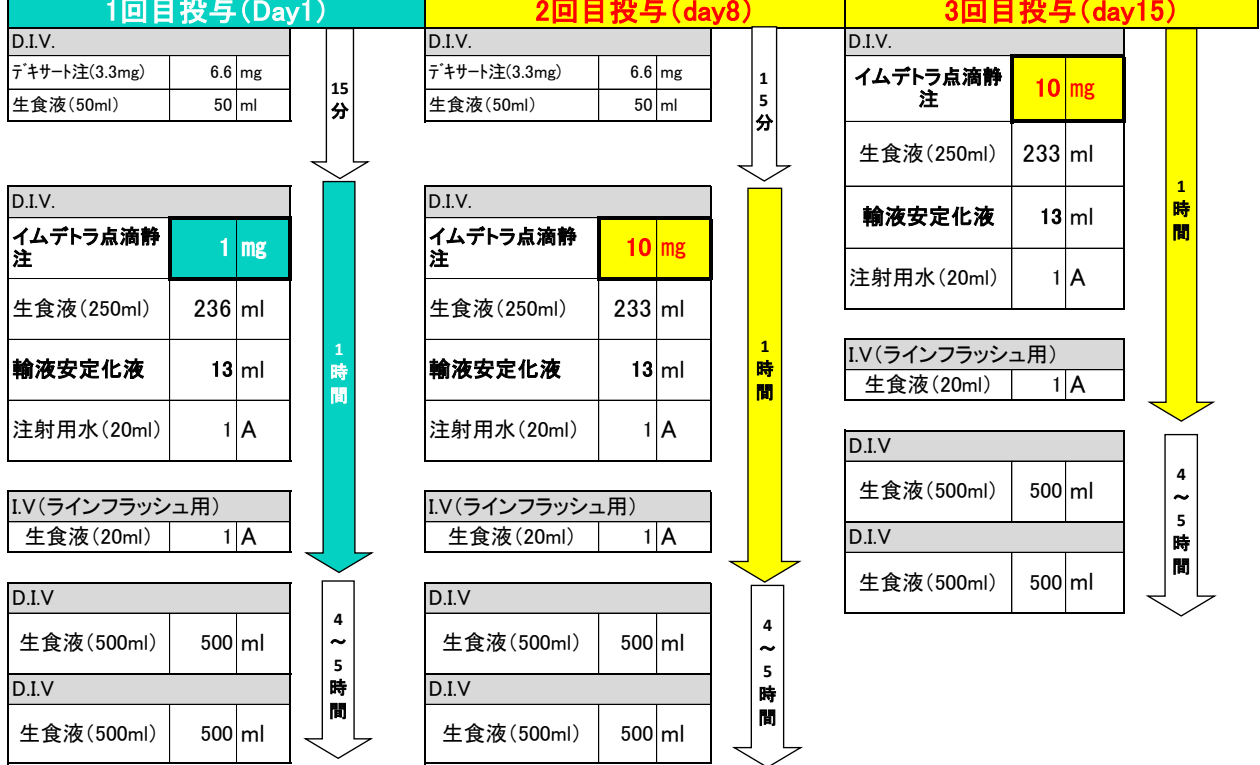 1回目投与(Day1)
D.I.V.
デキサート注(3.3mg) 6.6 mg
生食液(50ml) 50 ml
15
分
D.I.V.
イムデトラ点滴静
注 1 mg
生食液(250ml) 236 ml
輸液安定化液 13 ml
注射用水(20ml) 1 A
I.V(ラインフラッシュ用)
生食液(20ml) 1 A
1
時
間
D.I.V
生食液(500ml) 500 ml
D.I.V
生食液(500ml) 500 ml
4
~
5
時
間
2回目投与(day8)
D.I.V.
デキサート注(3.3mg) 6.6 mg
生食液(50ml) 50 ml
1
5
分
D.I.V.
イムデトラ点滴静
注 10 mg
生食液(250ml) 233 ml
輸液安定化液 13 ml
注射用水(20ml) 1 A
I.V(ラインフラッシュ用)
生食液(20ml) 1 A
1
時
間
D.I.V
生食液(500ml) 500 ml
D.I.V
生食液(500ml) 500 ml
4
~
5
時
間
3回目投与(day15)
D.I.V.
イムデトラ点滴静
注 10 mg
生食液(250ml) 233 ml
輸液安定化液 13 ml
注射用水(20ml) 1 A
I.V(ラインフラッシュ用)
生食液(20ml) 1 A
1
時
間
D.I.V
生食液(500ml) 500 ml
D.I.V
生食液(500ml) 500 ml
4
~
5
時
間